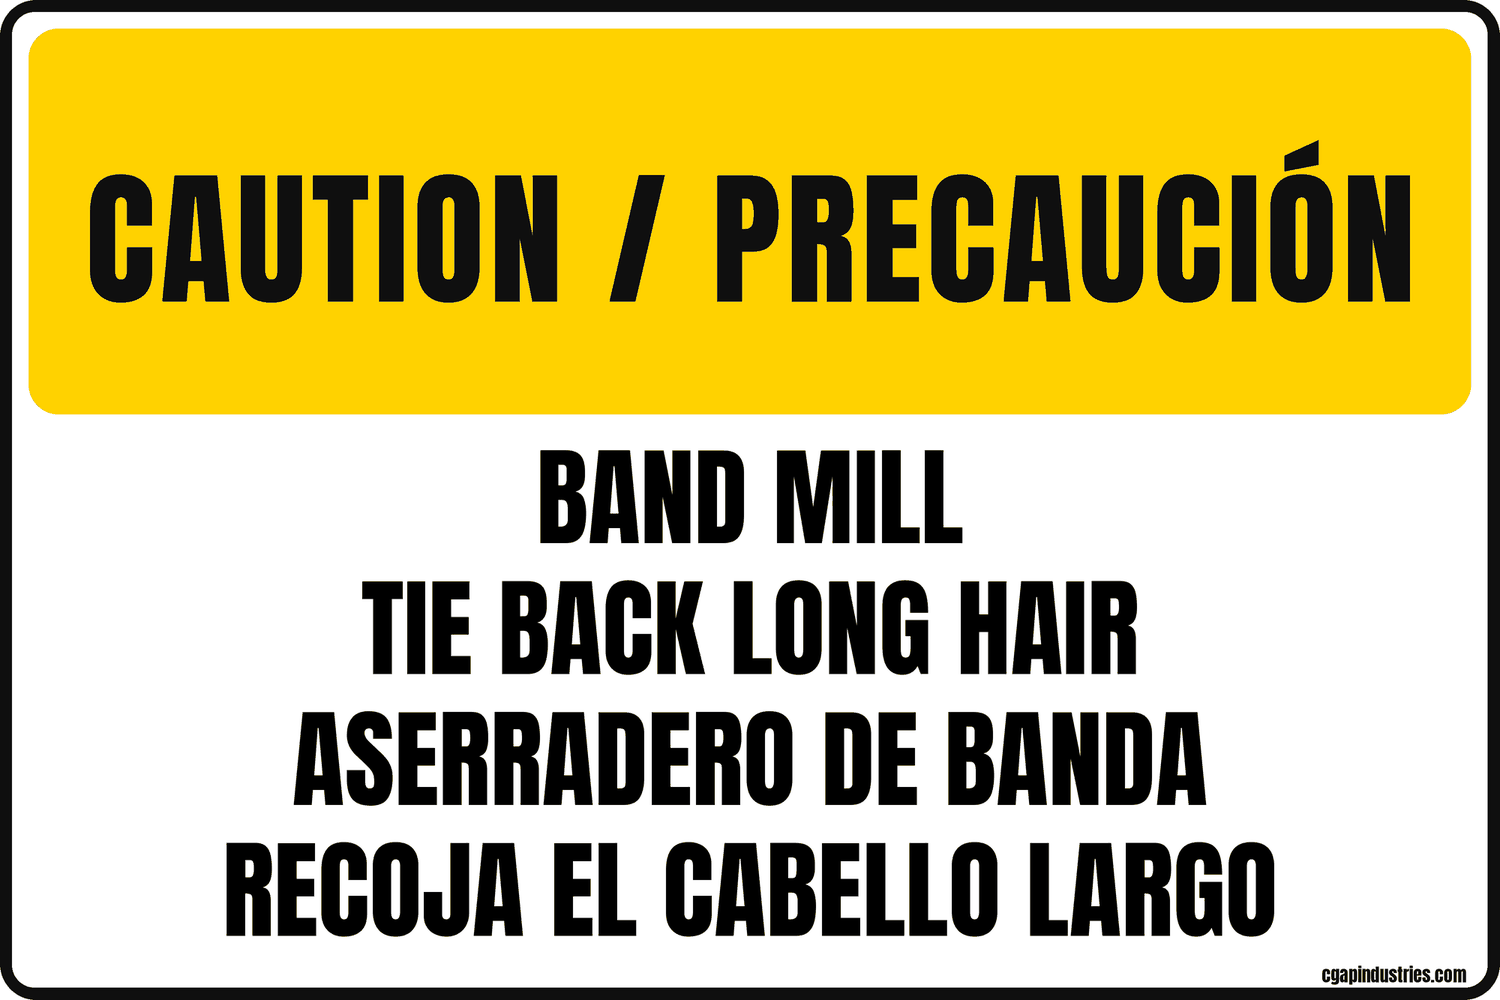 CAUTION / PRECAUCIÓN
BAND MILL
TIE BACK LONG HAIR
ASERRADERO DE BANDA
RECOJA EL CABELLO LARGO
cgapindustries.com